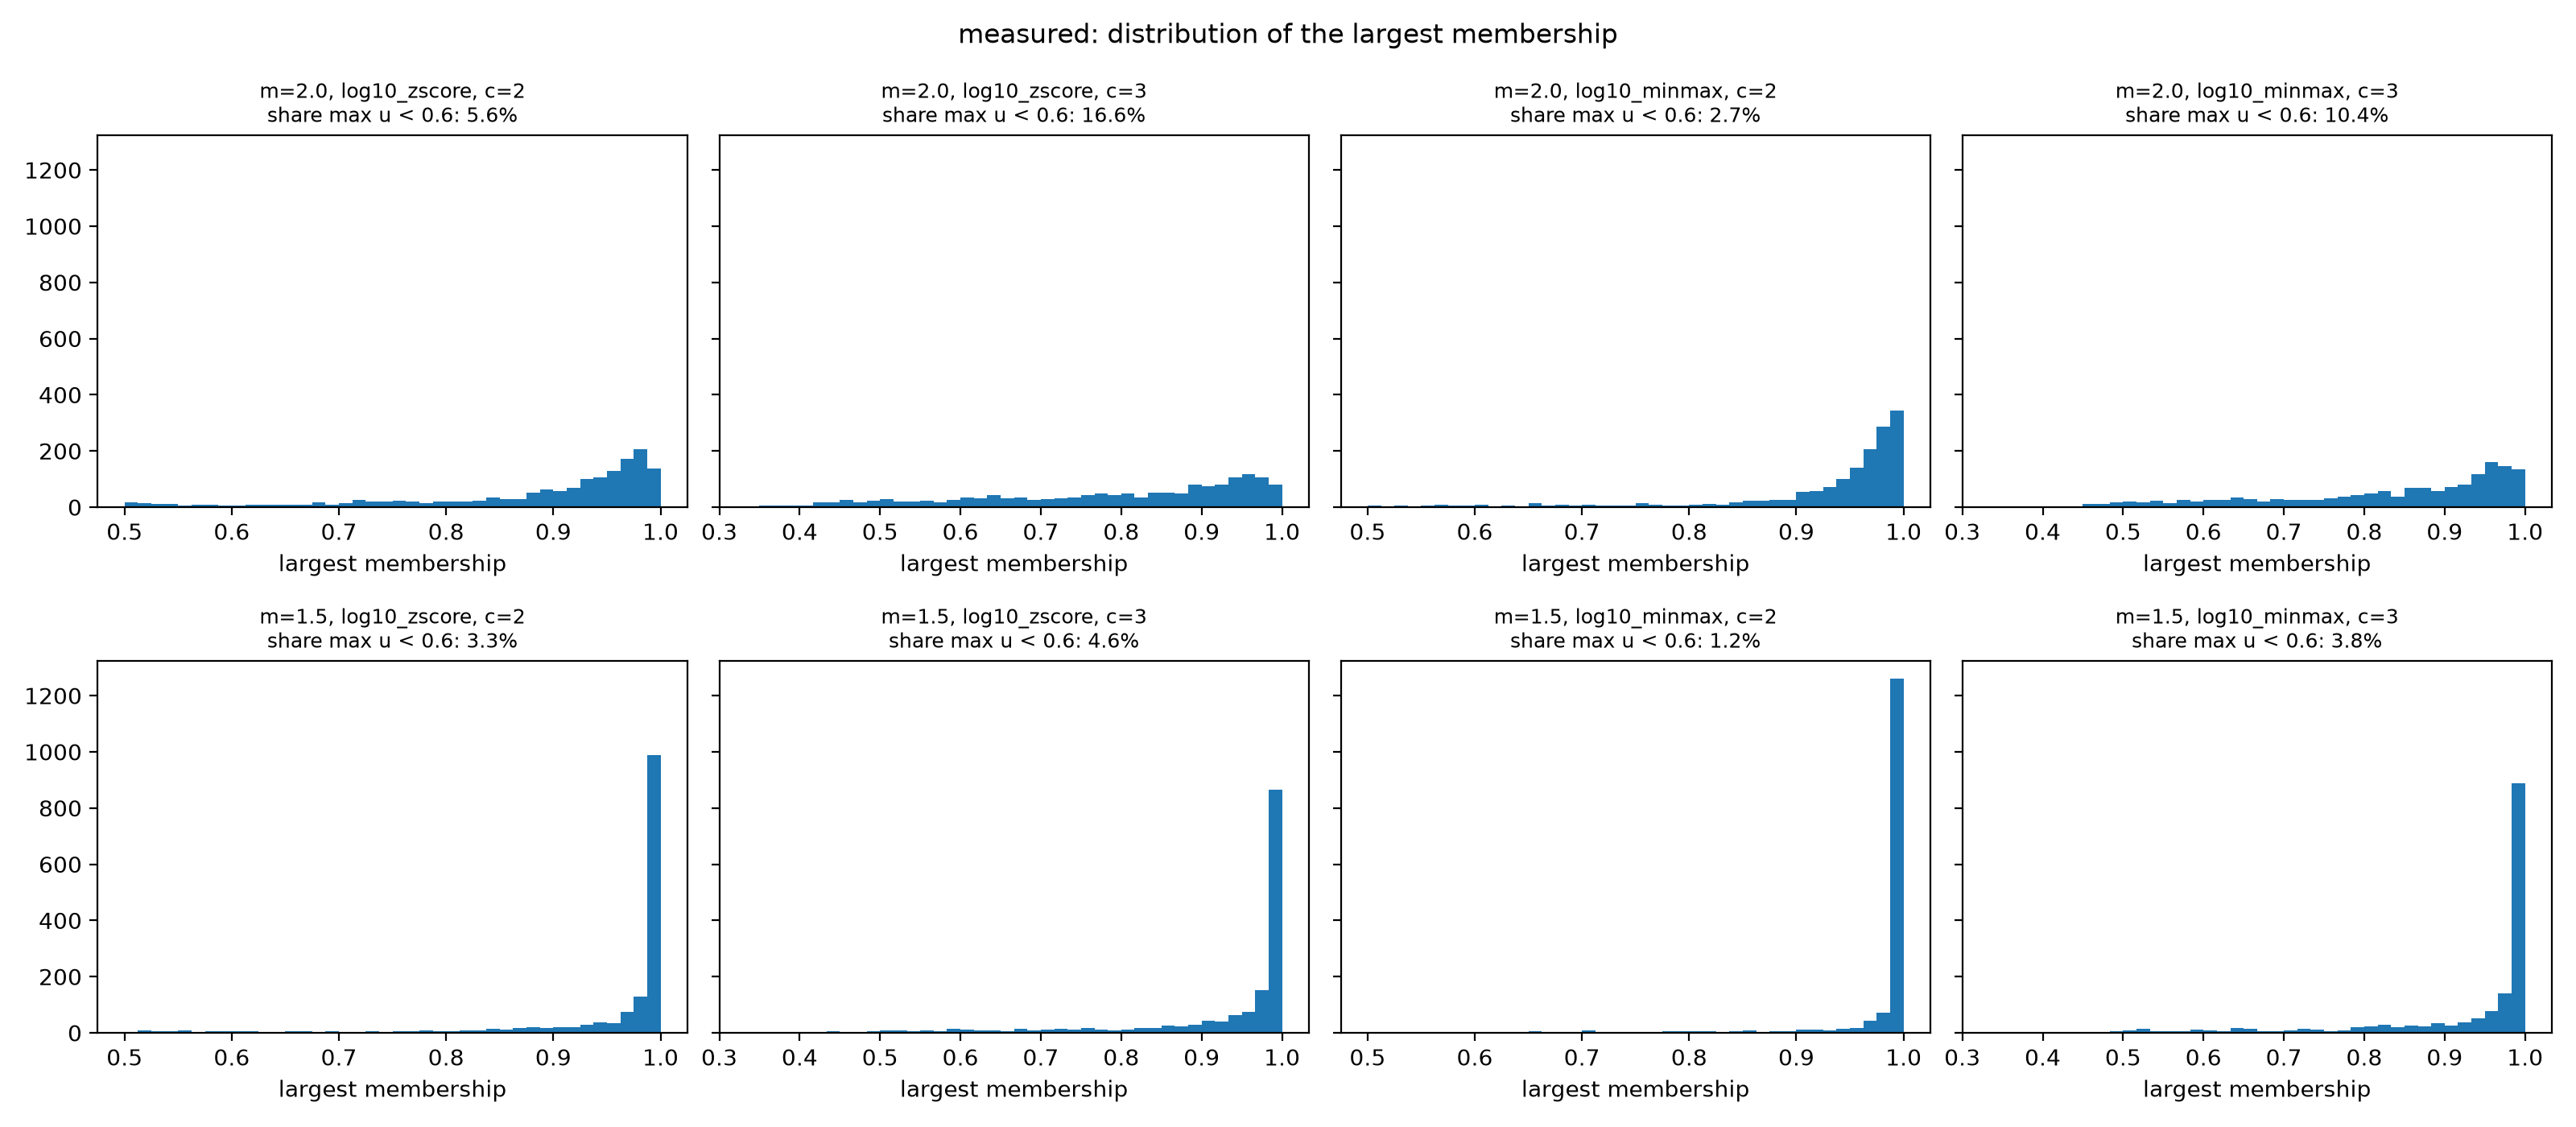 measured: distribution of the largest membership
m=2.0, log10_zscore, c=2
share max u < 0.6: 5.6%
m=2.0, log10_zscore, c=3
share max u < 0.6: 16.6%
m=2.0, log10_minmax, c=2
share max u < 0.6: 2.7%
m=2.0, log10_minmax, c=3
share max u < 0.6: 10.4%
1200
1000
800
600
400
200
0
0.5 0.6 0.7 0.8 0.9 1.0
0.3 0.4 0.5 0.6 0.7 0.8 0.9 1.0
0.5 0.6 0.7 0.8 0.9 1.0
0.3 0.4 0.5 0.6 0.7 0.8 0.9 1.0
largest membership
largest membership
largest membership
largest membership
m=1.5, log10_zscore, c=2
share max u < 0.6: 3.3%
m=1.5, log10_zscore, c=3
share max u < 0.6: 4.6%
m=1.5, log10_minmax, c=2
share max u < 0.6: 1.2%
m=1.5, log10_minmax, c=3
share max u < 0.6: 3.8%
1200
1000
800
600
400
200
0
0.5 0.6 0.7 0.8 0.9 1.0
0.3 0.4 0.5 0.6 0.7 0.8 0.9 1.0
0.5 0.6 0.7 0.8 0.9 1.0
0.3 0.4 0.5 0.6 0.7 0.8 0.9 1.0
largest membership
largest membership
largest membership
largest membership